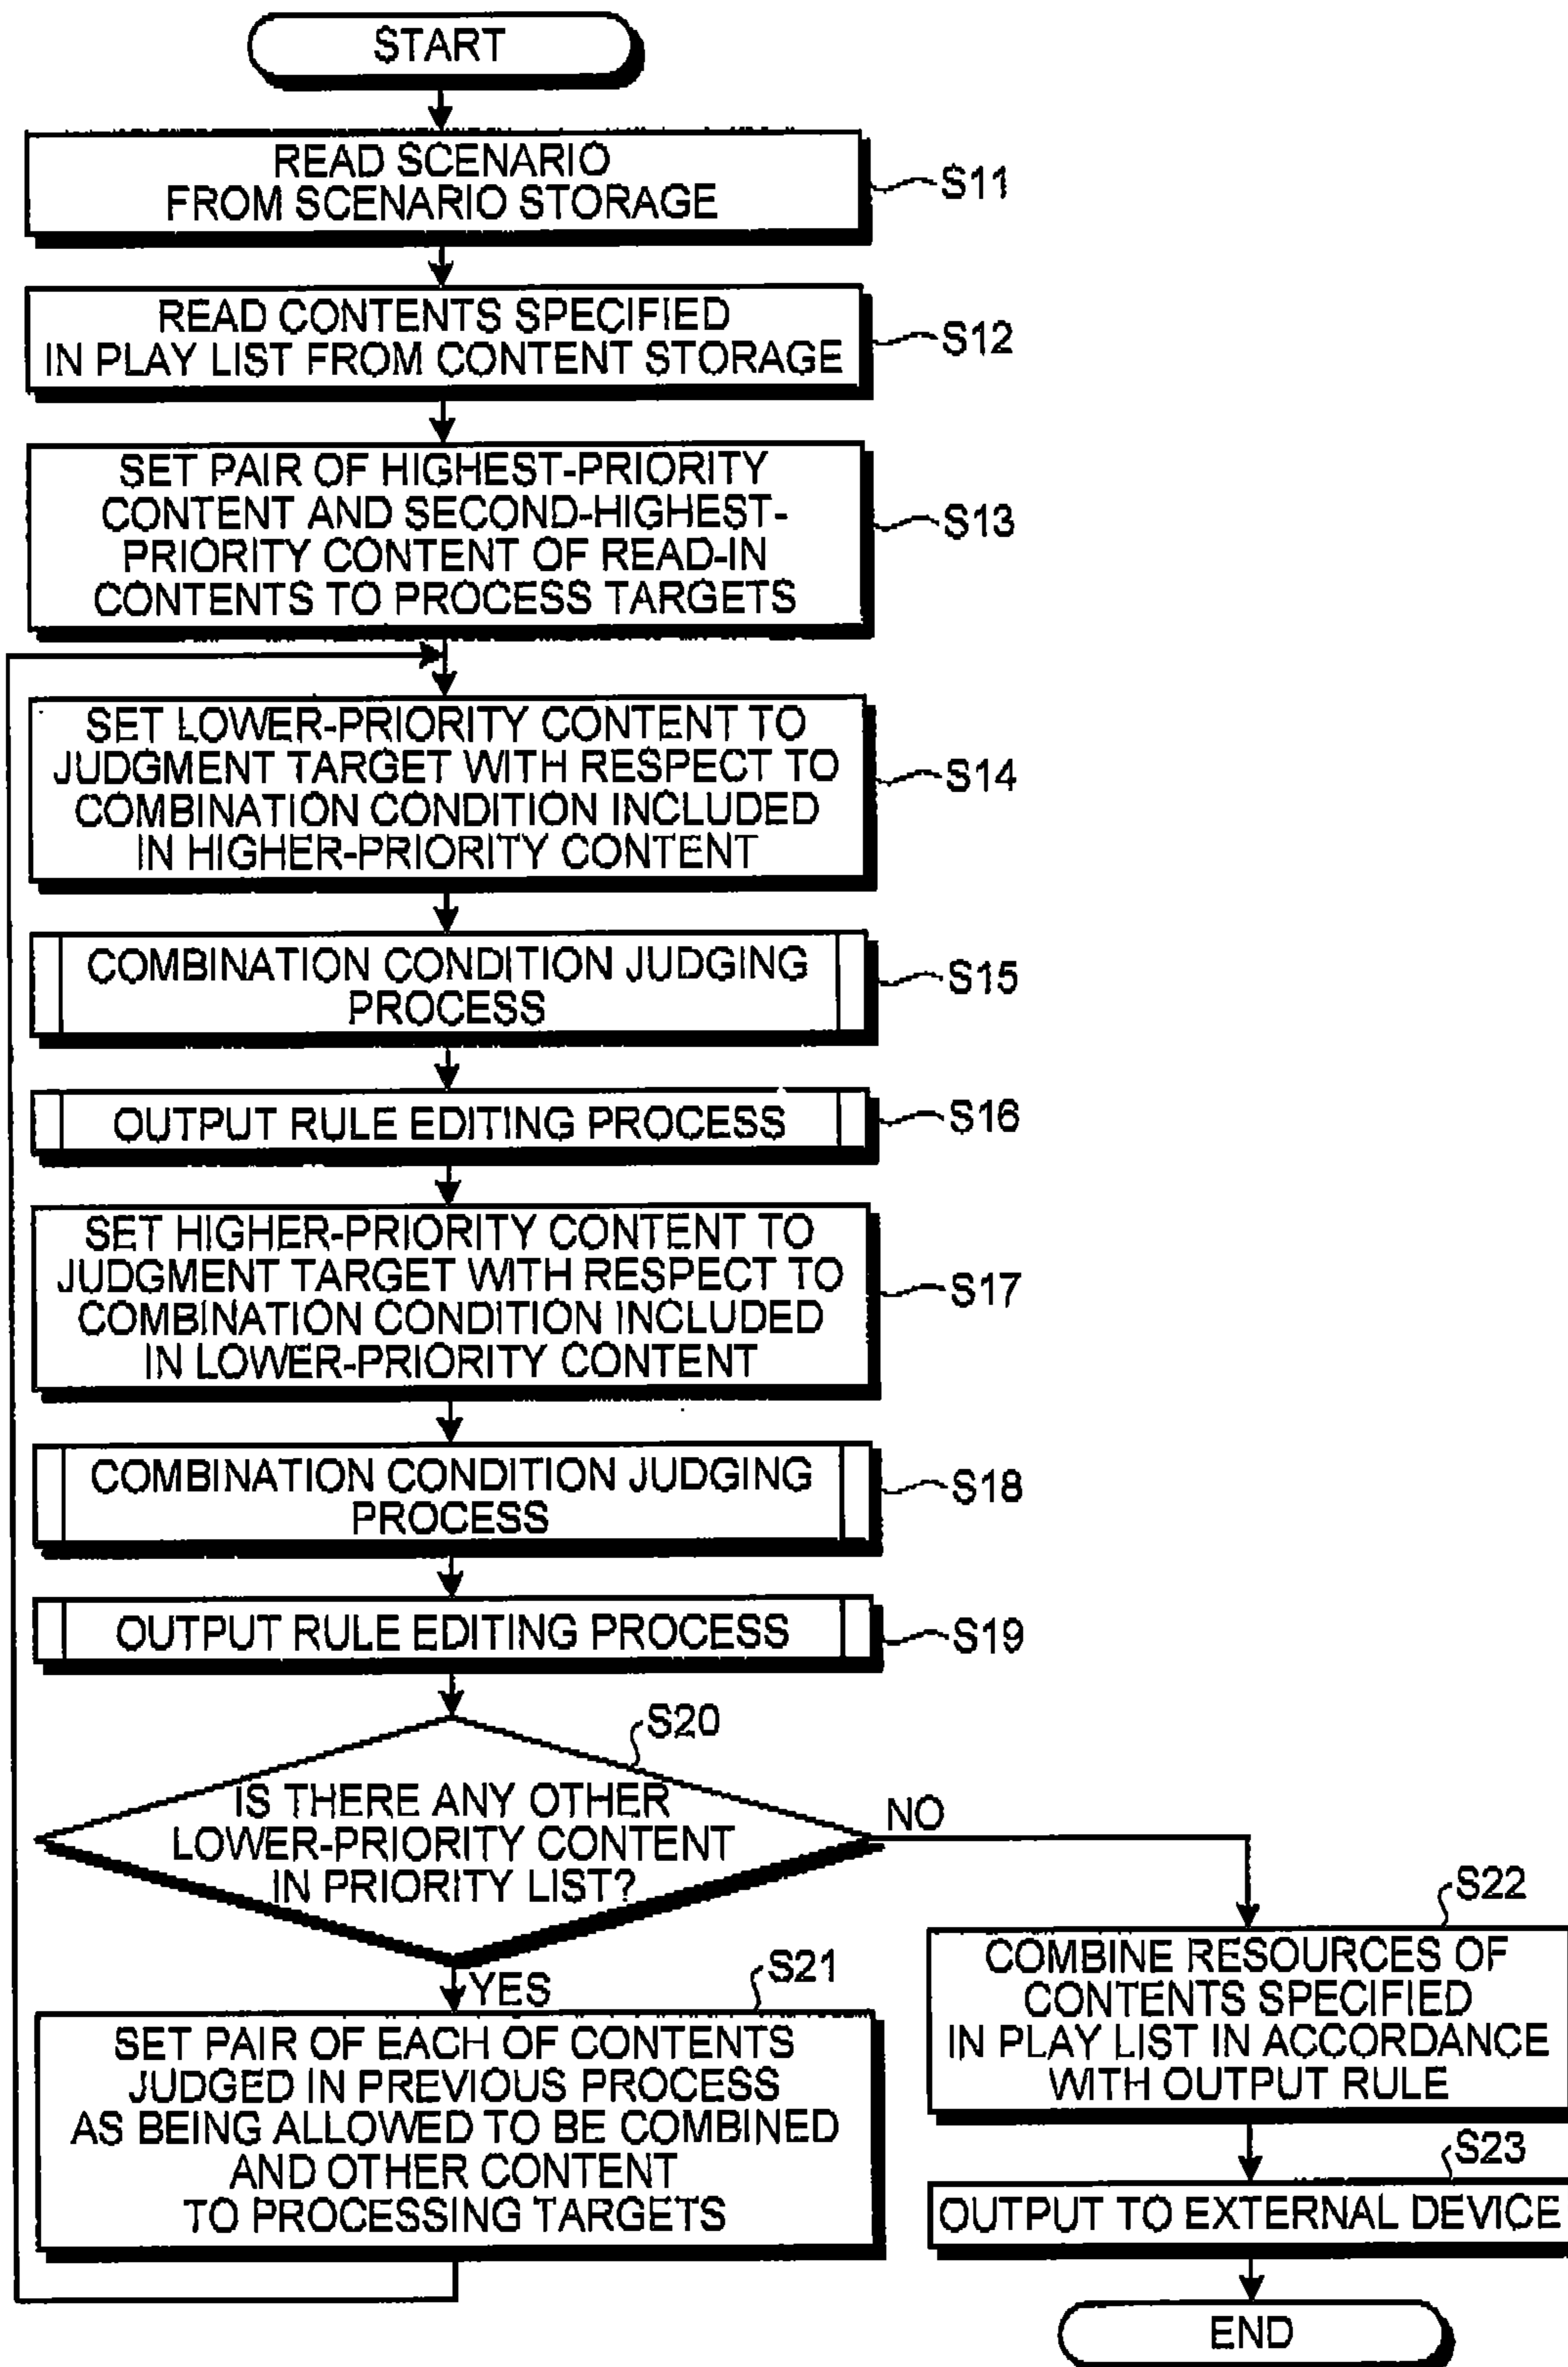 START
READ SCENARIO
FROM SCENARIO STORAGE
S11
READ CONTENTS SPECIFIED
IN PLAY LIST FROM CONTENT STORAGE
S12
SET PAIR OF HIGHEST-PRIORITY
CONTENT AND SECOND-HIGHEST-
PRIORITY CONTENT OF READ-IN
CONTENTS TO PROCESS TARGETS
S13
SET LOWER-PRIORITY CONTENT TO
JUDGMENT TARGET WITH RESPECT TO
COMBINATION CONDITION INCLUDED
IN HIGHER-PRIORITY CONTENT
S14
COMBINATION CONDITION JUDGING
PROCESS
S15
OUTPUT RULE EDITING PROCESS
S16
SET HIGHER-PRIORITY CONTENT TO
JUDGMENT TARGET WITH RESPECT TO
COMBINATION CONDITION INCLUDED
IN LOWER-PRIORITY CONTENT
S17
COMBINATION CONDITION JUDGING
PROCESS
S18
OUTPUT RULE EDITING PROCESS
S19
S20
IS THERE ANY OTHER
LOWER-PRIORITY CONTENT
IN PRIORITY LIST?
NO
YES
S21
SET PAIR OF EACH OF CONTENTS
JUDGED IN PREVIOUS PROCESS
AS BEING ALLOWED TO BE COMBINED
AND OTHER CONTENT
TO PROCESSING TARGETS
S22
COMBINE RESOURCES OF
CONTENTS SPECIFIED
IN PLAY LIST IN ACCORDANCE
WITH OUTPUT RULE
S23
OUTPUT TO EXTERNAL DEVICE
END